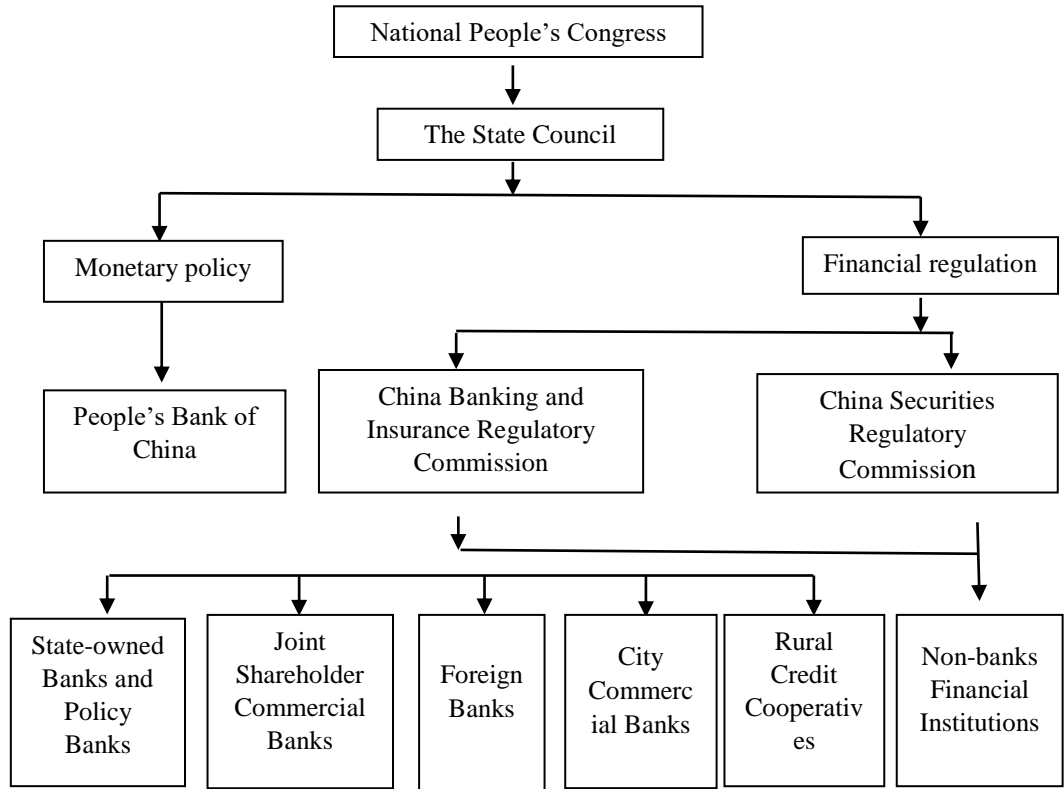 National People’s Congress
The State Council
Monetary policy
Financial regulation
People’s Bank of
China
China Banking and
Insurance Regulatory
Commission
China Securities
Regulatory
Commission
State-owned
Banks and
Policy
Banks
Joint
Shareholder
Commercial
Banks
Foreign
Banks
City
Commerc
ial Banks
Rural
Credit
Cooperativ
es
Non-banks
Financial
Institutions